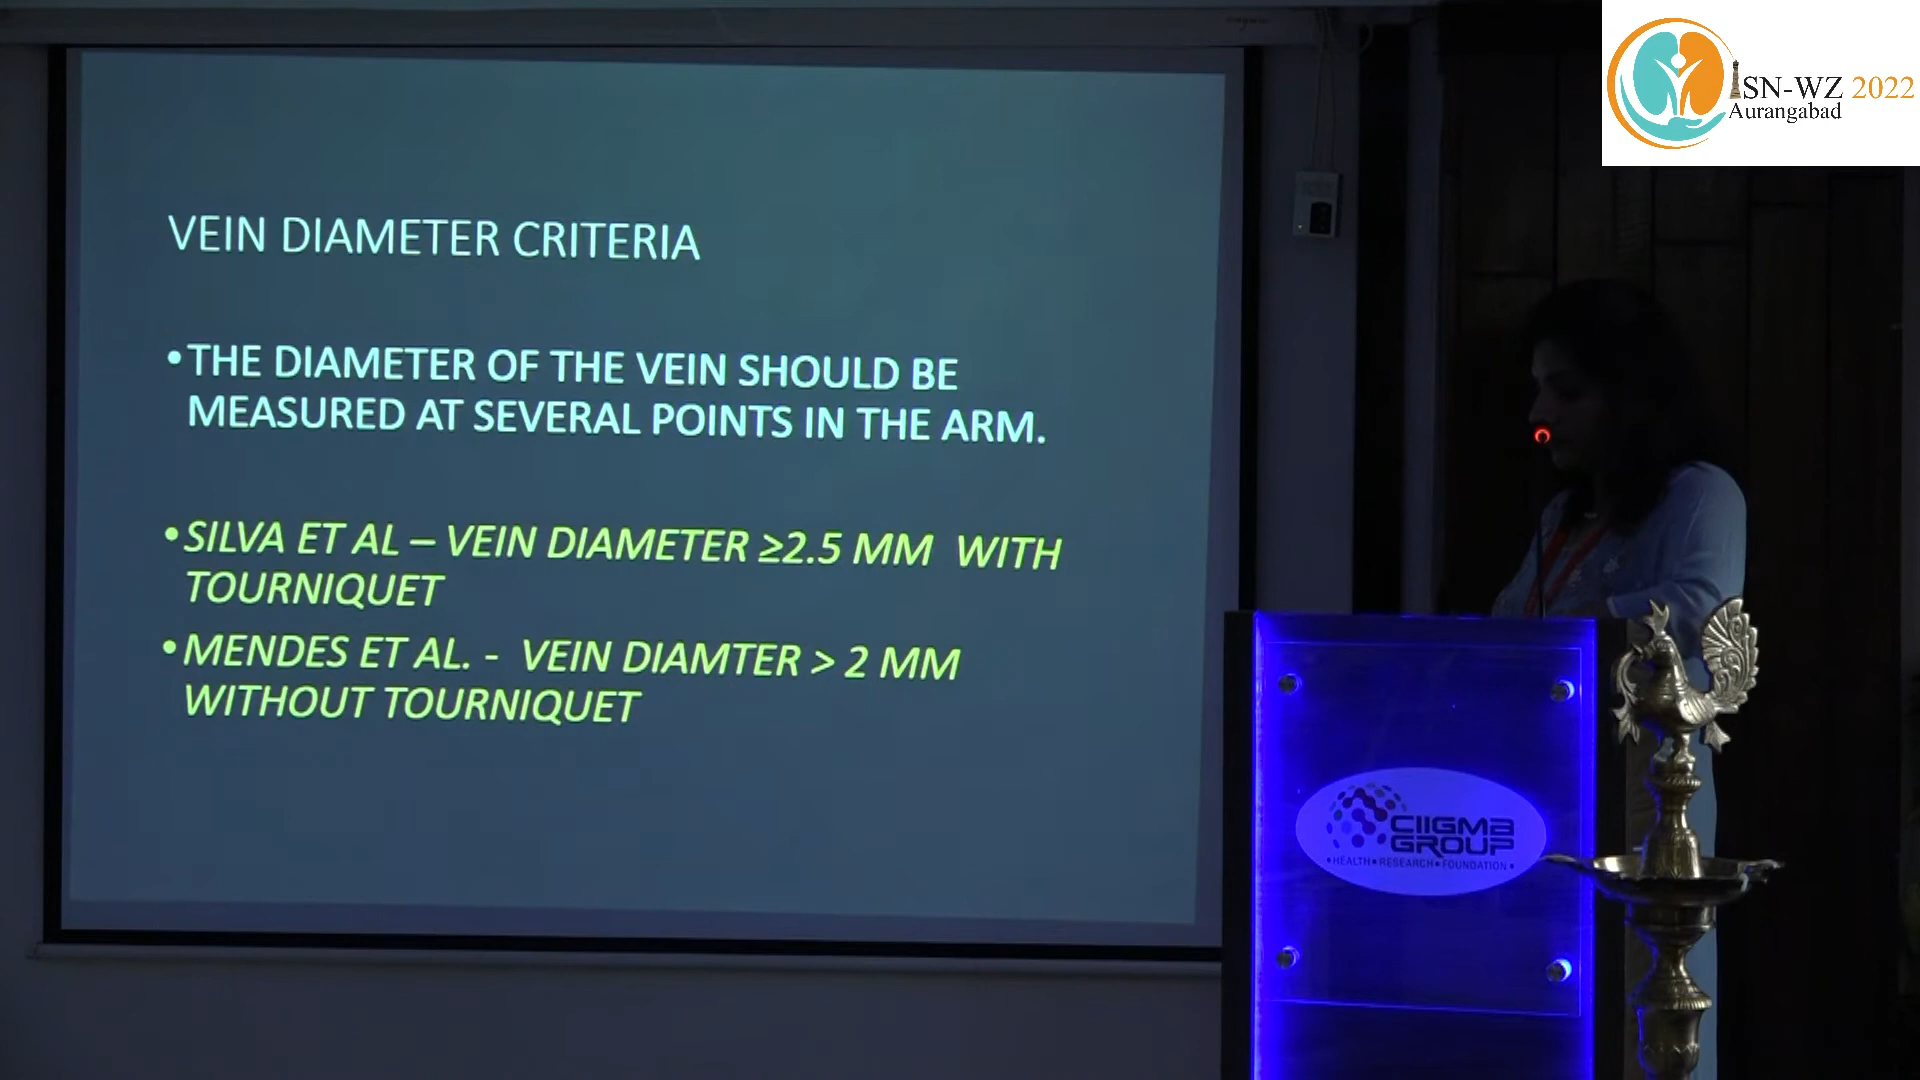 VEIN DIAMETER CRITERIA
•THE DIAMETER OF THE VEIN SHOULD BE
MEASURED AT SEVERAL POINTS IN THE ARM.
•SILVA ET AL – VEIN DIAMETER ≥2.5 MM WITH
TOURNIQUET
•MENDES ET AL. - VEIN DIAMTER > 2 MM
WITHOUT TOURNIQUET
ISN-WZ 2022
Aurangabad
CIIGMA
GROUP
•HEALTH•RESEARCH•FOUNDATION•